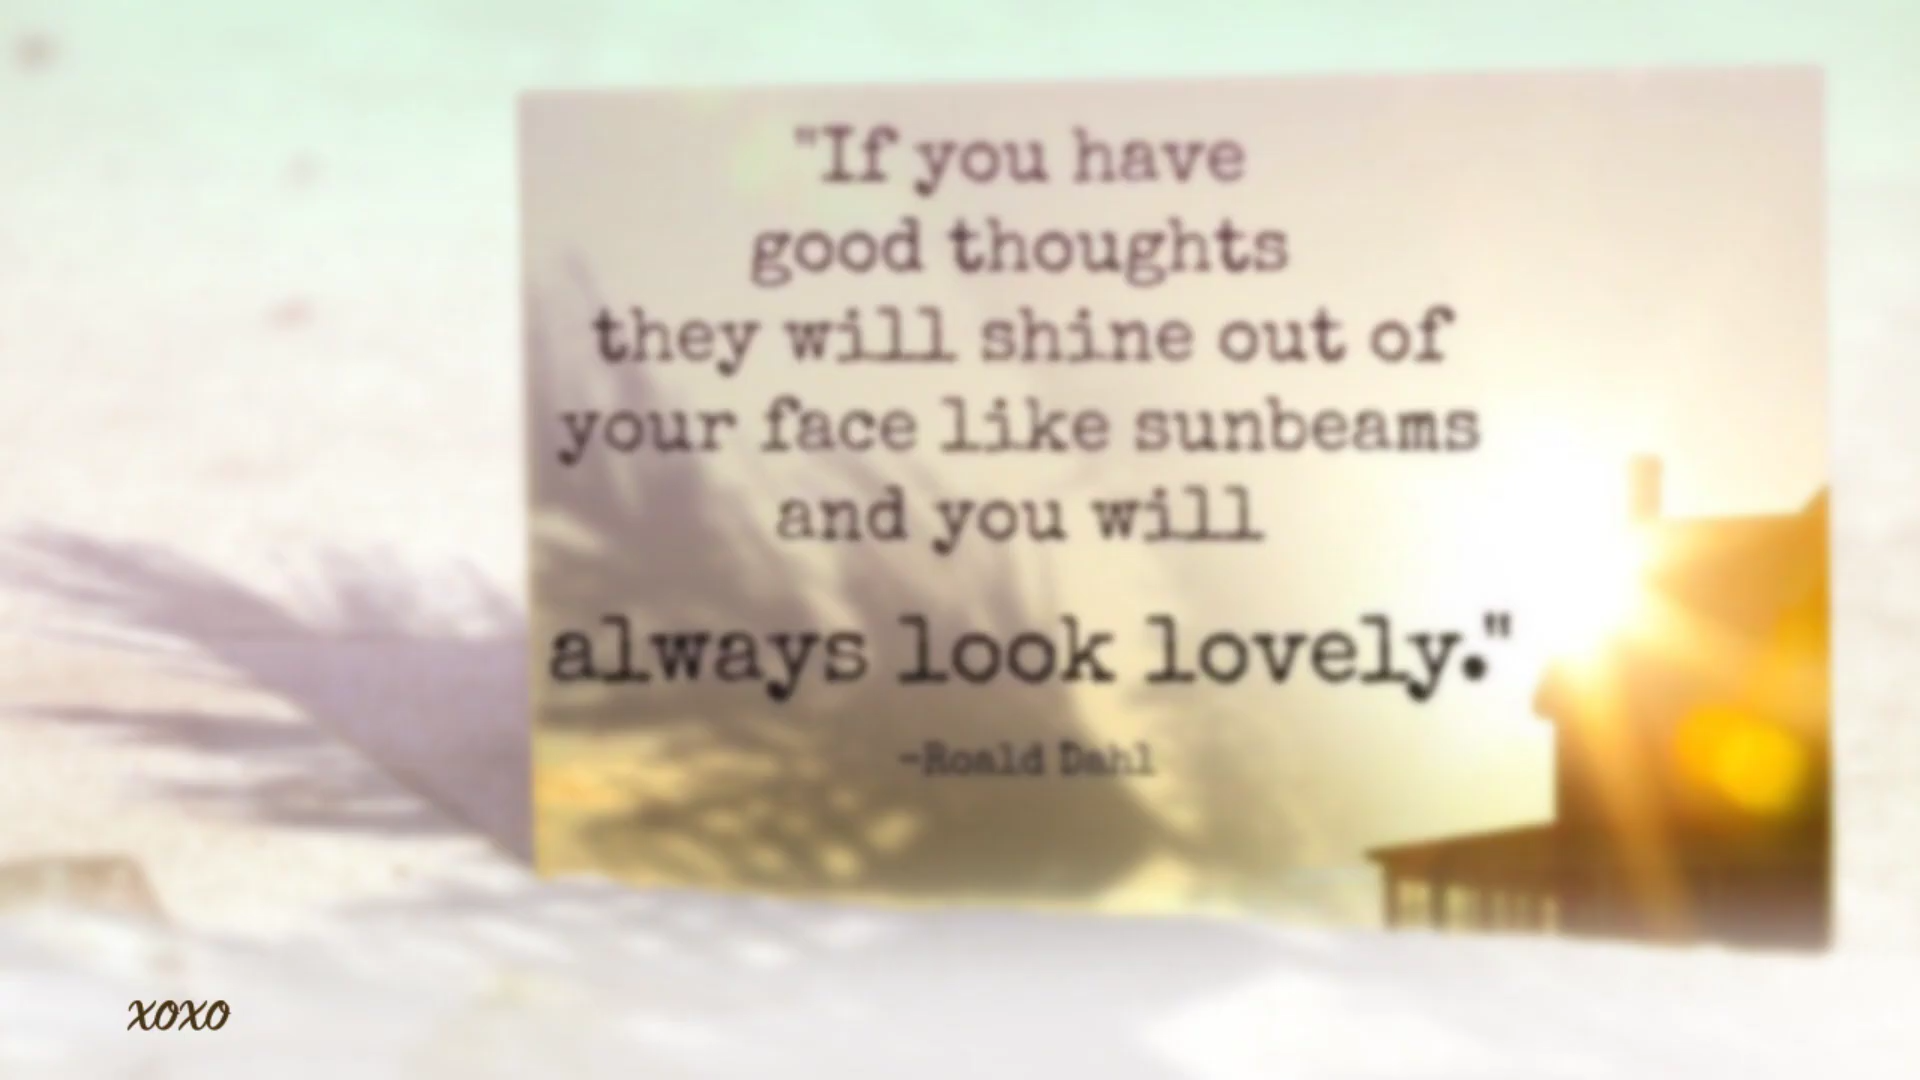 "If you have
good thoughts
they will shine out of
your face like sunbeams
and you will
always look lovely."
-Roald Dahl
xoxo